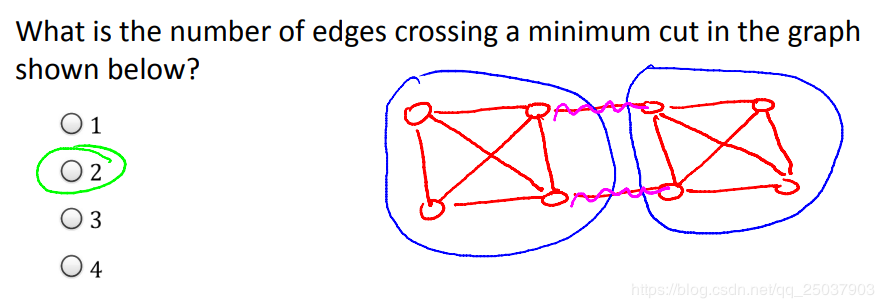 What is the number of edges crossing a minimum cut in the graph
shown below?
1
2
3
4
https://blog.csdn.net/qq_25037903